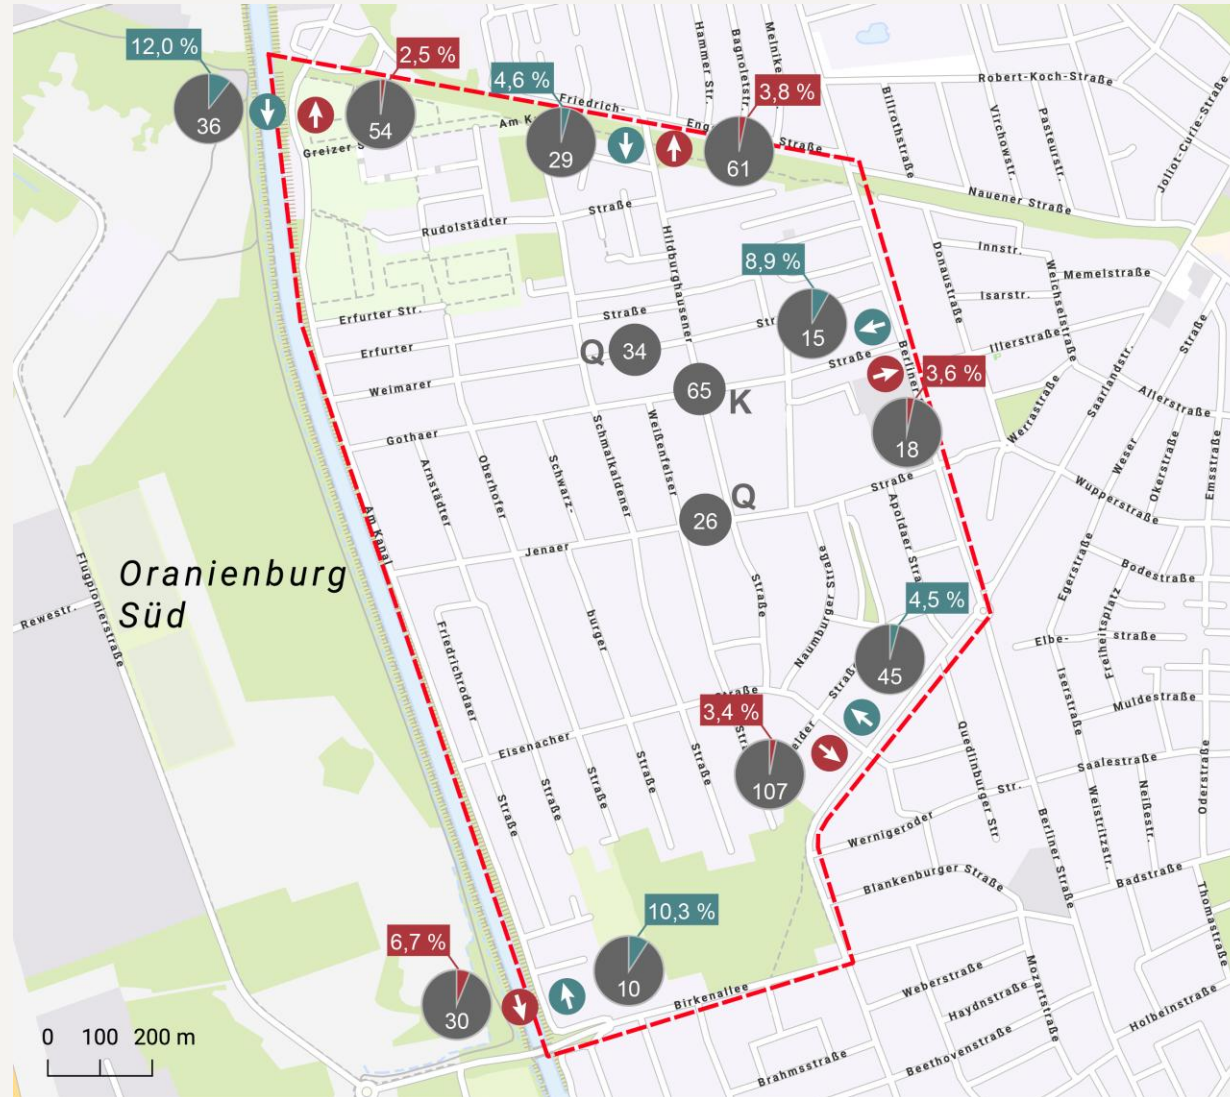 12,0 %
2,5 %
4,6 %
3,8 %
36
54
29
61
Hammer Str.
Bagnoletstr.
Friedrich-
Straße
Am K
Greizer S
Robert-Koch-Straße
Billrothstraße
Virchowstr.
Pasteurstr.
Joliot-Curie-Straße
Nauener Straße
Rudolstädter
Straße
Hildburghausener
8,9 %
15
Donaustraße
Innstr.
Weichselstraße
Memelstraße
Isarstr.
Illerstraße
Erfurter Str.
Erfurter
Straße
Str
Weimarer
Straße
Berliner
Q
34
65
K
3,6 %
18
Gothaer
Saarlandstr.
Straße
Allerstraße
Werrastraße
Weser
Okerstraße
Emsstraße
Wupperstraße
Arnstädter
Oberhofer
Schwarz-
Schmalkaldener
Weißenfelser
Q
26
Straße
Apoldaer Stra
Jenaer
Am Kanal
Oranienburg
Süd
Rewestr.
Flugpionierstraße
Egerstraße
Bodestraße
Freiheitsplatz
Elbe-
straße
4,5 %
45
Friedrichrodaer
burger
Straße
Naumburger Straße
Iserstraße
Muldestraße
3,4 %
107
Straße
Straße
elder
Eisenacher
Quedlinburger Str
Saalestraße
Str.
Wernigeroder
Straße
Straße
Straße
Straße
Straße
Str
Berliner Straße
Weistritzstr.
Neißestr.
Oderstraße
Blankenburger Straße
Badstraße
Thomastraße
10,3 %
10
6,7 %
30
Birkenallee
Weberstraße
Haydnstraße
Mozartstraße
Holbeinstraße
Beethovenstraße
Brahmsstraße
0 100 200 m